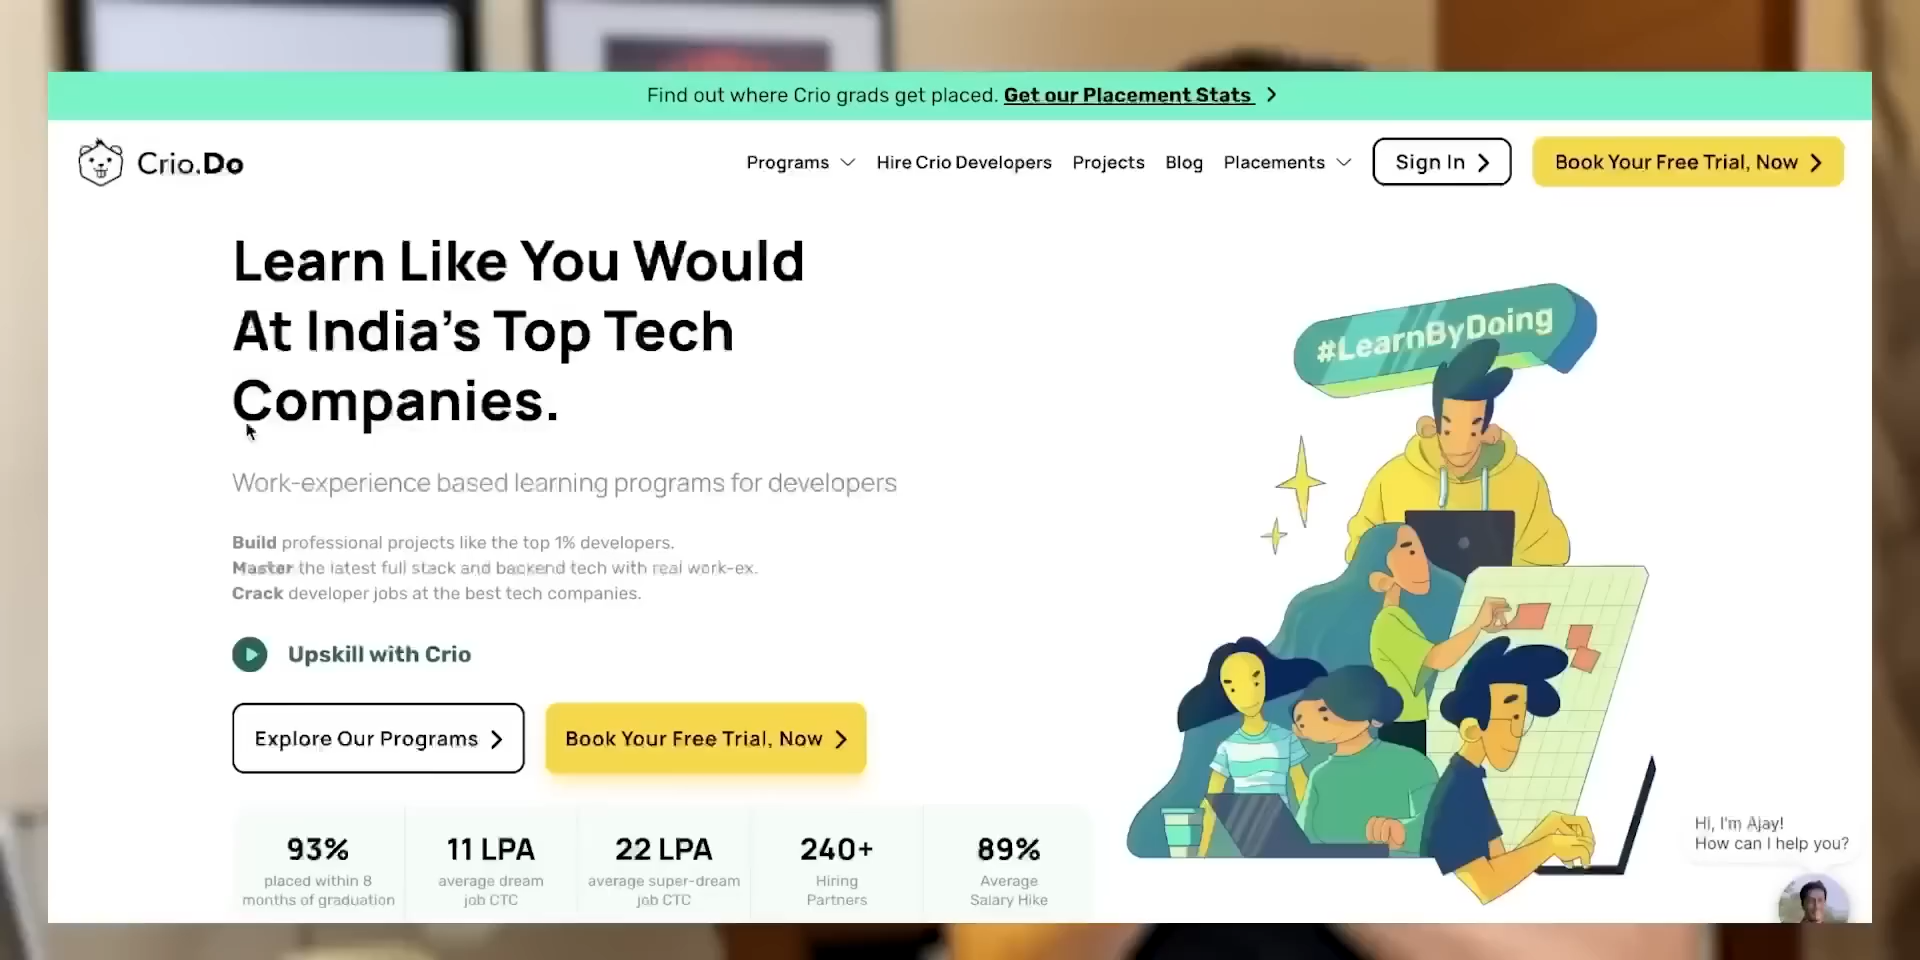 Find out where Crio grads get placed. Get our Placement Stats
Crio.Do
Programs
Hire Crio Developers
Projects
Blog
Placements
Sign In
Book Your Free Trial, Now
Learn Like You Would
At India's Top Tech
Companies.
#LearnByDoing
Work-experience based learning programs for developers
Build professional projects like the top 1% developers.
Master the latest full stack and backend tech with real work-ex.
Crack developer jobs at the best tech companies.
Upskill with Crio
Explore Our Programs
Book Your Free Trial, Now
93%
placed within 8
months of graduation
11 LPA
average dream
job CTC
22 LPA
average super-dream
job CTC
240+
Hiring
Partners
89%
Average
Salary Hike
Hi, I'm Ajay!
How can I help you?